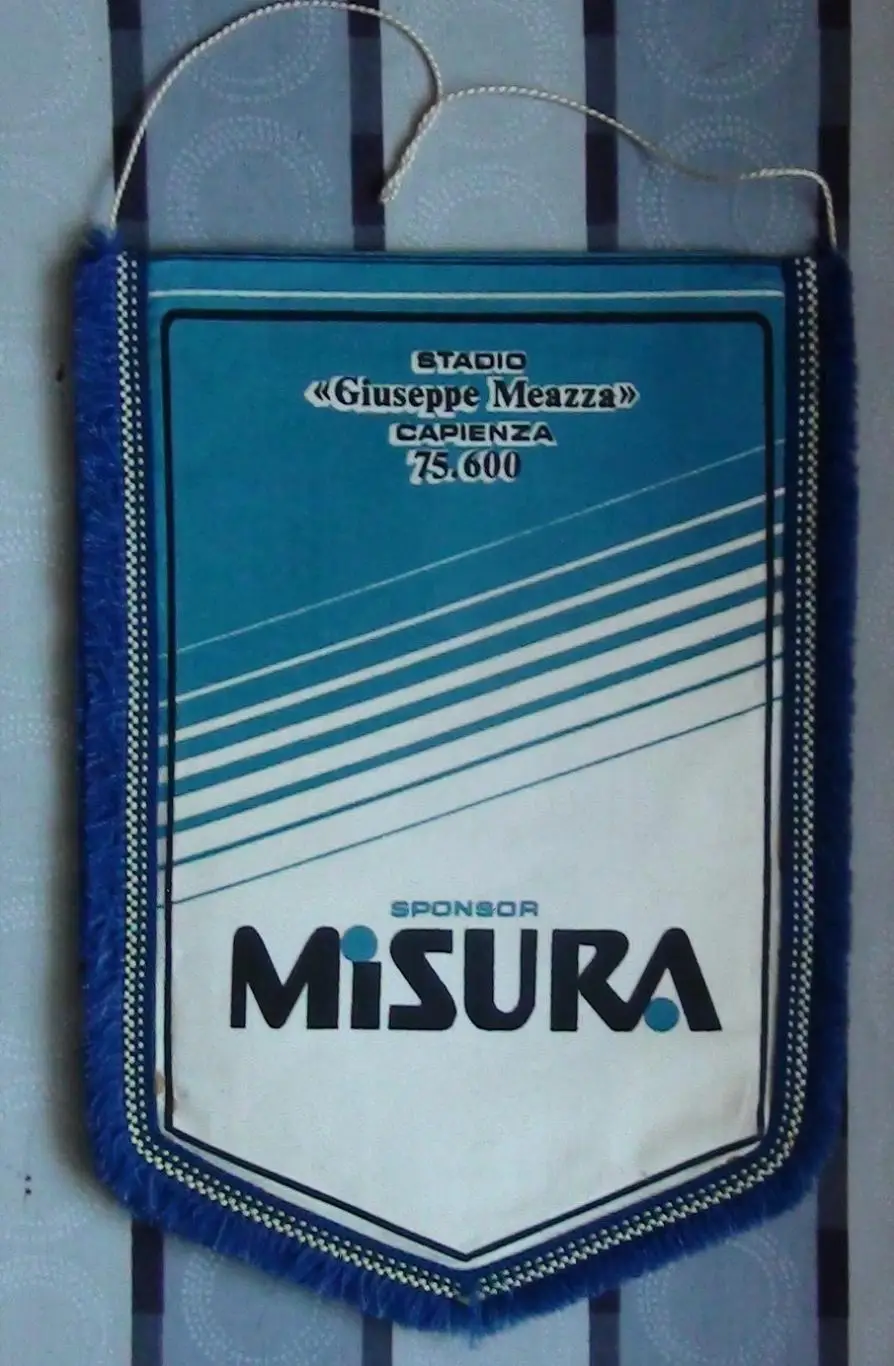 STADIO
«Giuseppe Meazza»
CAPIENZA
75.600
SPONSOR
MiSURA